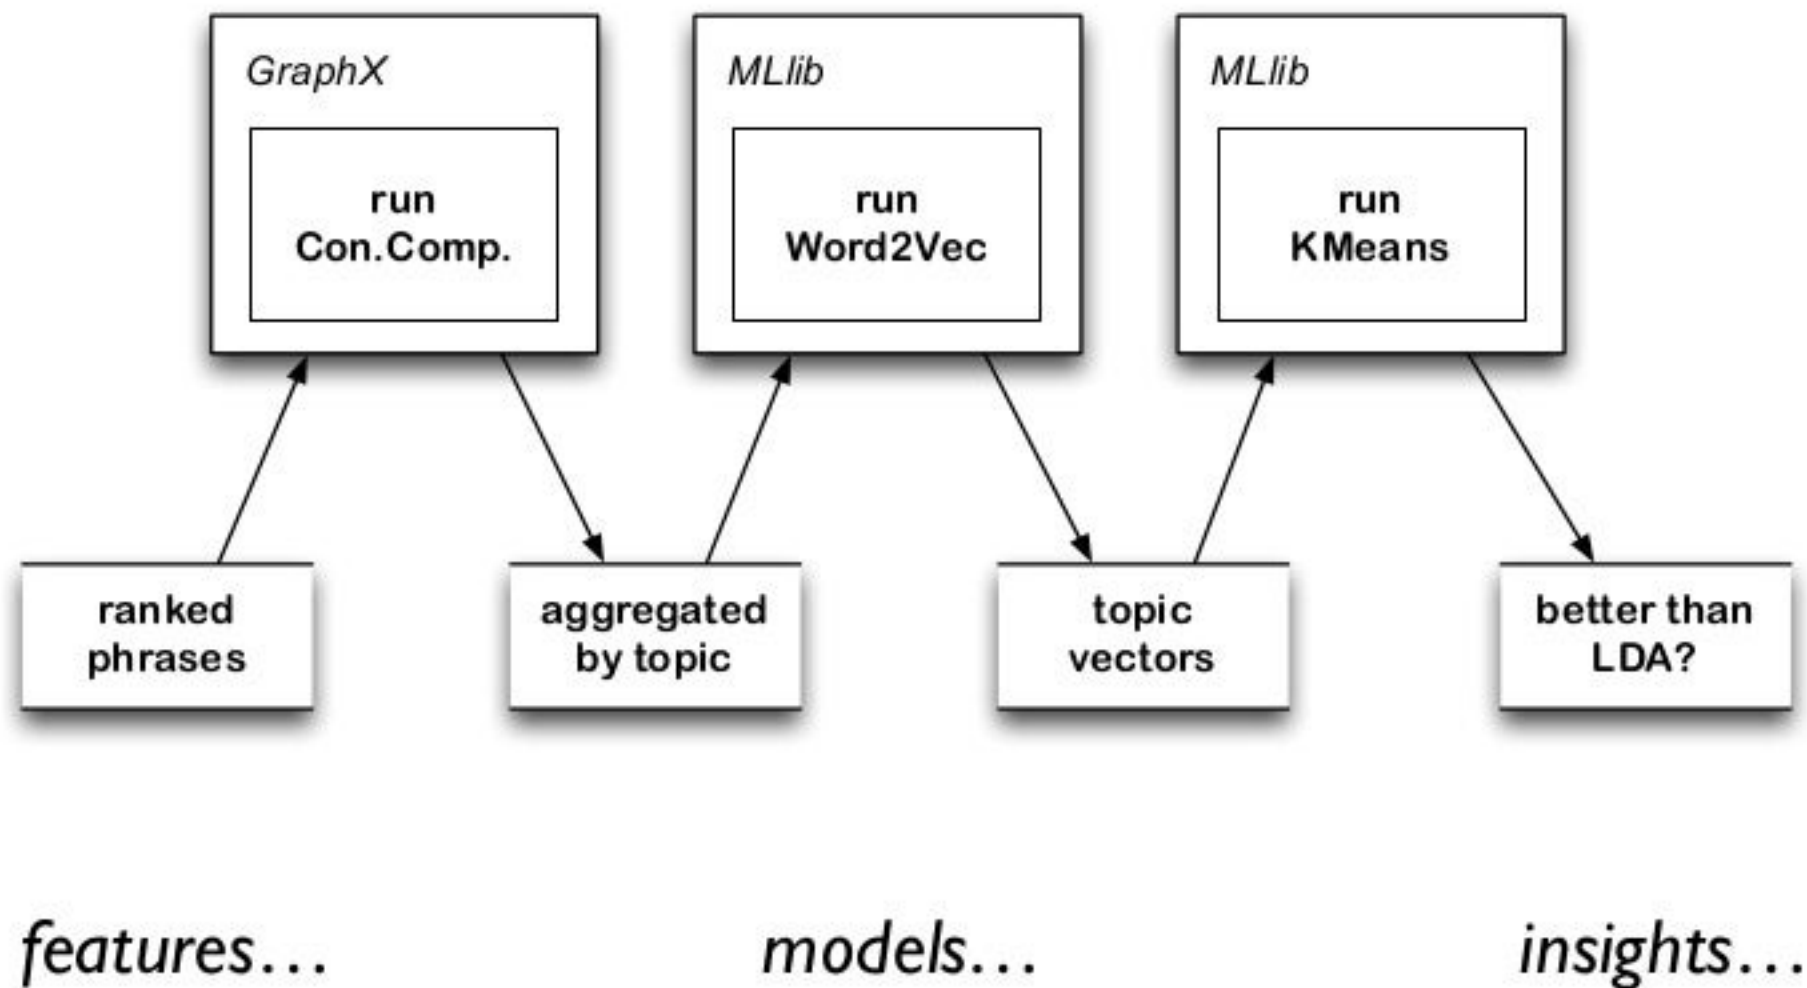 GraphX
run
Con.Comp.
MLlib
run
Word2Vec
MLlib
run
KMeans
ranked
phrases
aggregated
by topic
topic
vectors
better than
LDA?
features…
models…
insights…